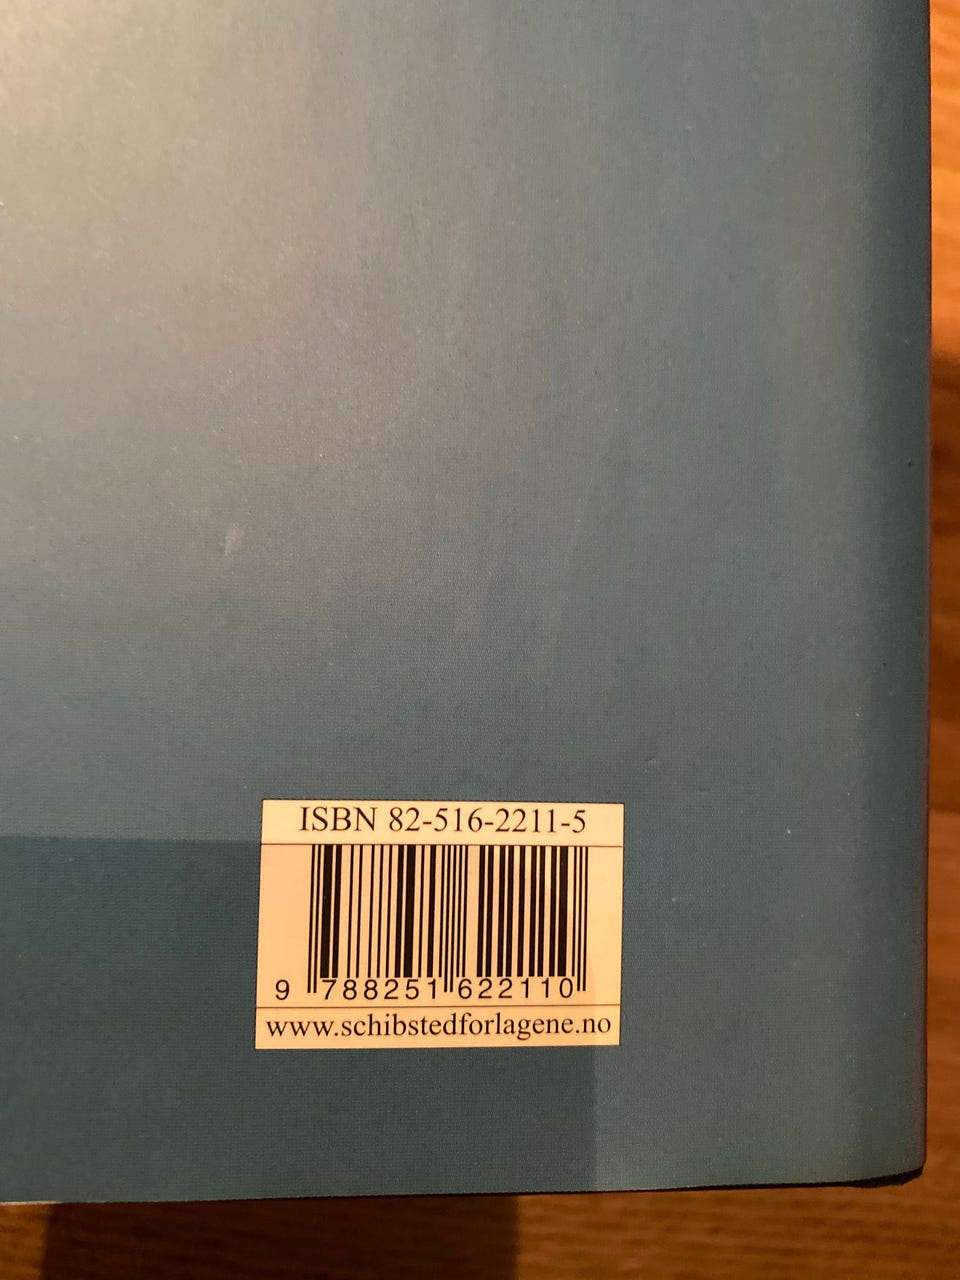 ISBN 82-516-2211-5
9 788251 622110
www.schibstedforlagene.no